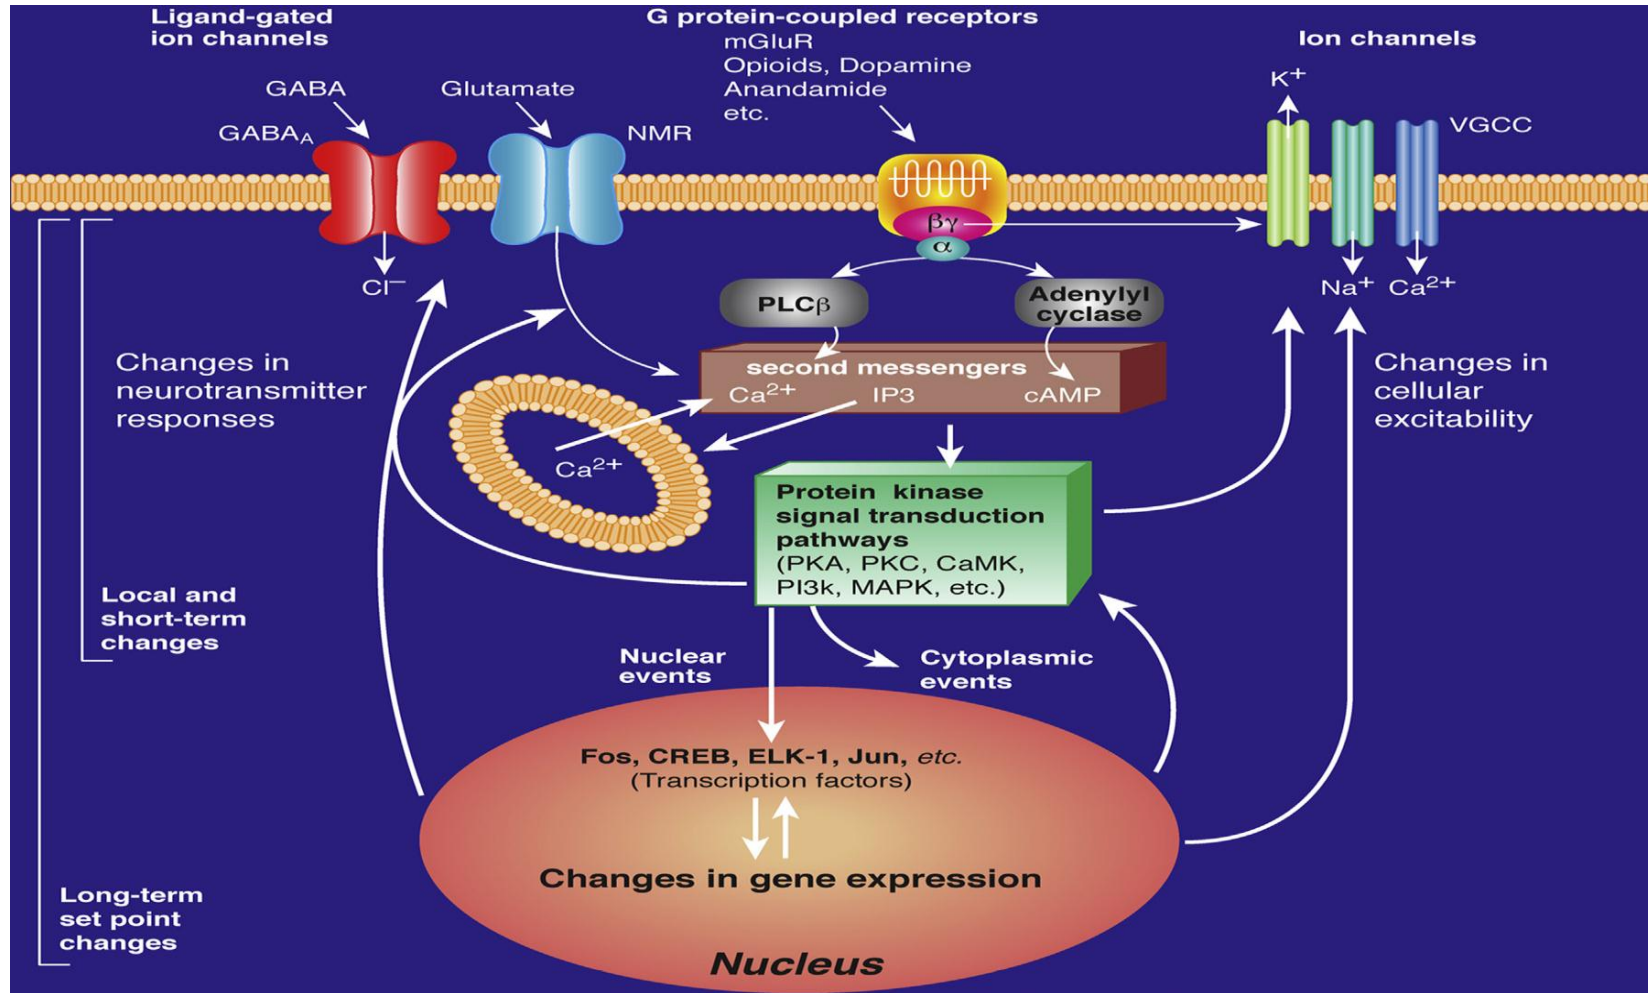 Ligand-gated
ion channels
G protein-coupled receptors
mGluR
Opioids, Dopamine
Anandamide
etc.
Ion channels
K+
GABA
Glutamate
GABAA
NMR
VGCC
βγ
α
Cl−
Na+
Ca2+
PLCβ
Adenylyl
cyclase
Changes in
neurotransmitter
responses
second messengers
Ca2+
IP3
cAMP
Changes in
cellular
excitability
Ca2+
Protein kinase
signal transduction
pathways
(PKA, PKC, CaMK,
PI3k, MAPK, etc.)
Local and
short-term
changes
Nuclear
events
Cytoplasmic
events
Fos, CREB, ELK-1, Jun, etc.
(Transcription factors)
Changes in gene expression
Long-term
set point
changes
Nucleus